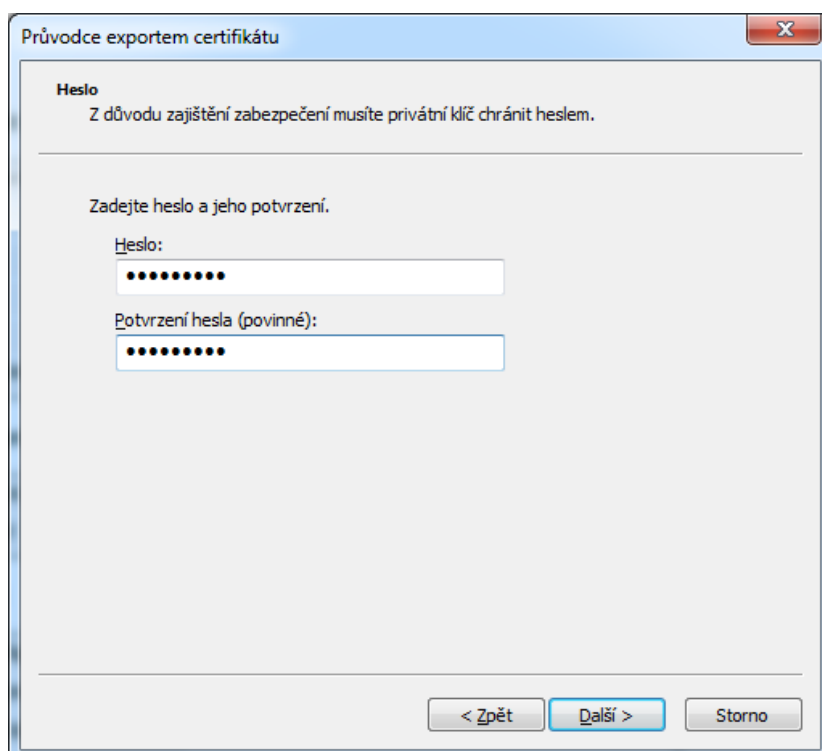 Průvodce exportem certifikátu
Heslo
Z důvodu zajištění zabezpečení musíte privátní klíč chránit heslem.
Zadejte heslo a jeho potvrzení.
Heslo:
•••••••••
Potvrzení hesla (povinné):
•••••••••
< Zpět Další > Storno